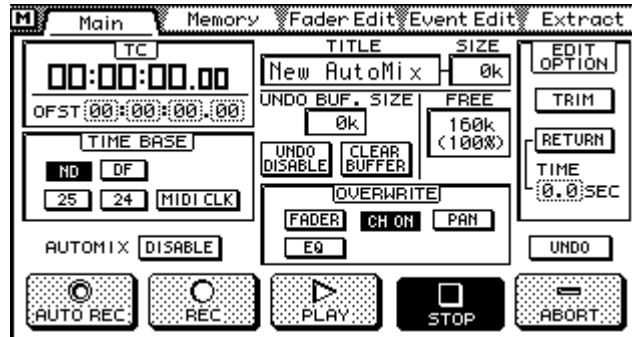 M Main Memory Fader Edit Event Edit Extract
TC
00:00:00.00
OFST 00:00:00.00
TITLE
New AutoMix
SIZE
0k
UNDO BUF. SIZE
0k
UNDO DISABLE
CLEAR BUFFER
FREE
160k
(100%)
EDIT OPTION
TRIM
RETURN
TIME
0.0 SEC
TIME BASE
ND DF
25 24 MIDI CLK
OVERWRITE
FADER CH ON PAN
EQ
AUTOMIX DISABLE
UNDO
AUTO REC REC PLAY STOP ABORT